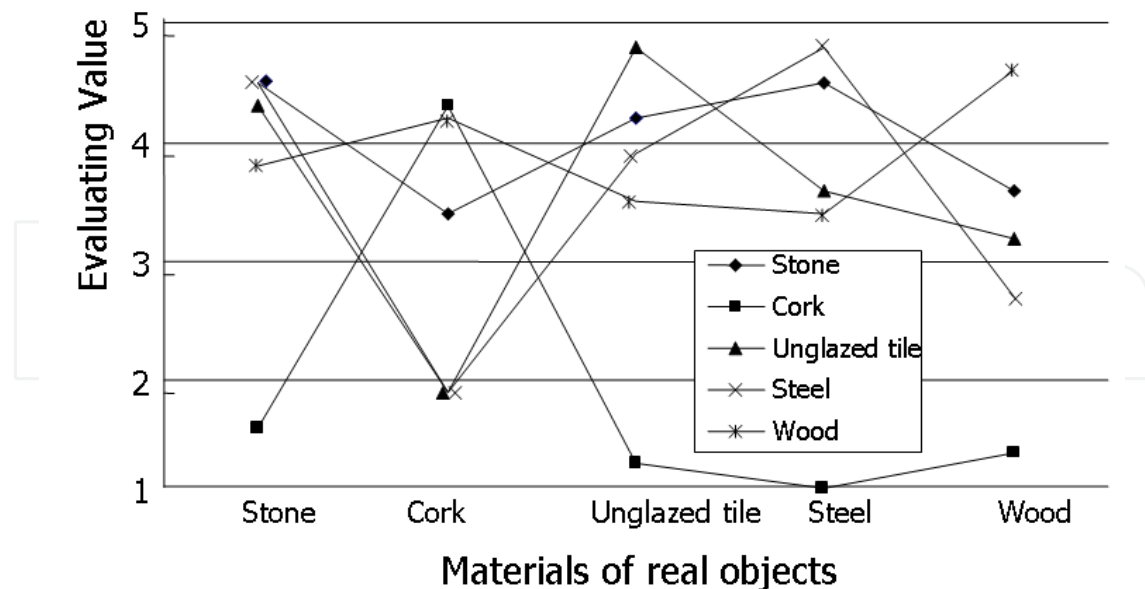 Evaluating Value
5
4
3
2
1
Stone
Cork
Unglazed tile
Steel
Wood
Stone Cork Unglazed tile Steel Wood
Materials of real objects